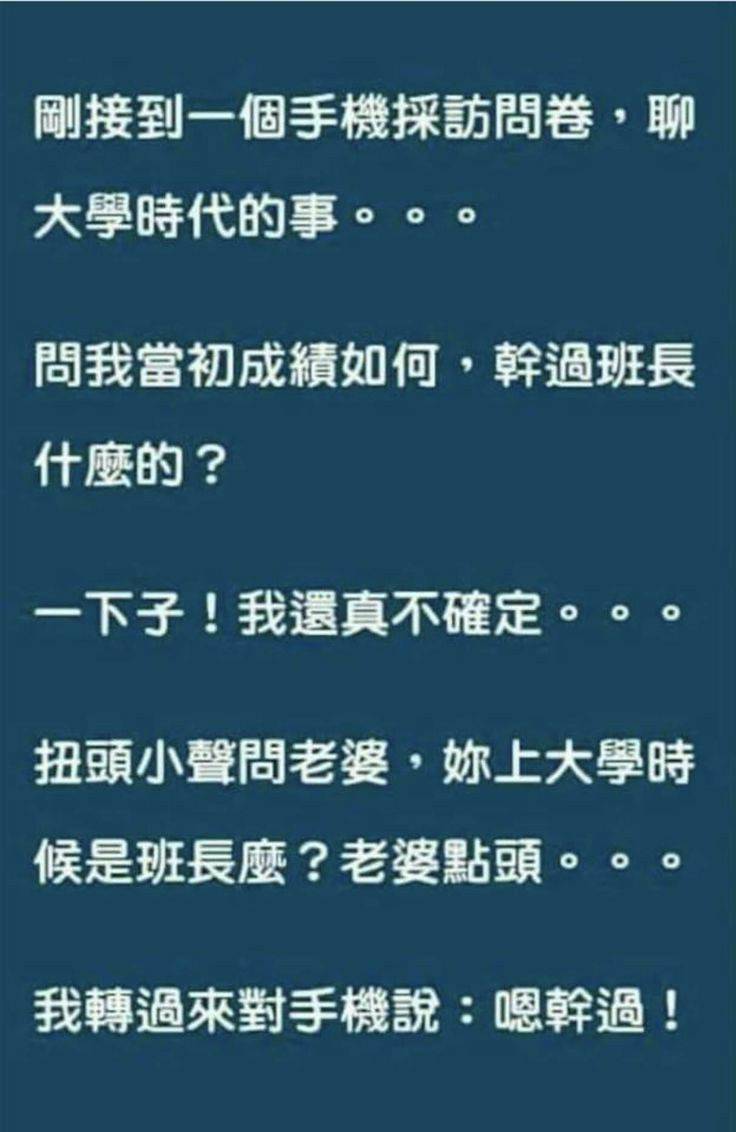 剛接到一個手機採訪問卷，聊
大學時代的事。。。
問我當初成績如何，幹過班長
什麼的？
一下子！我還真不確定。。。
扭頭小聲問老婆，妳上大學時
候是班長麼？老婆點頭。。。
我轉過來對手機說：嗯幹過！